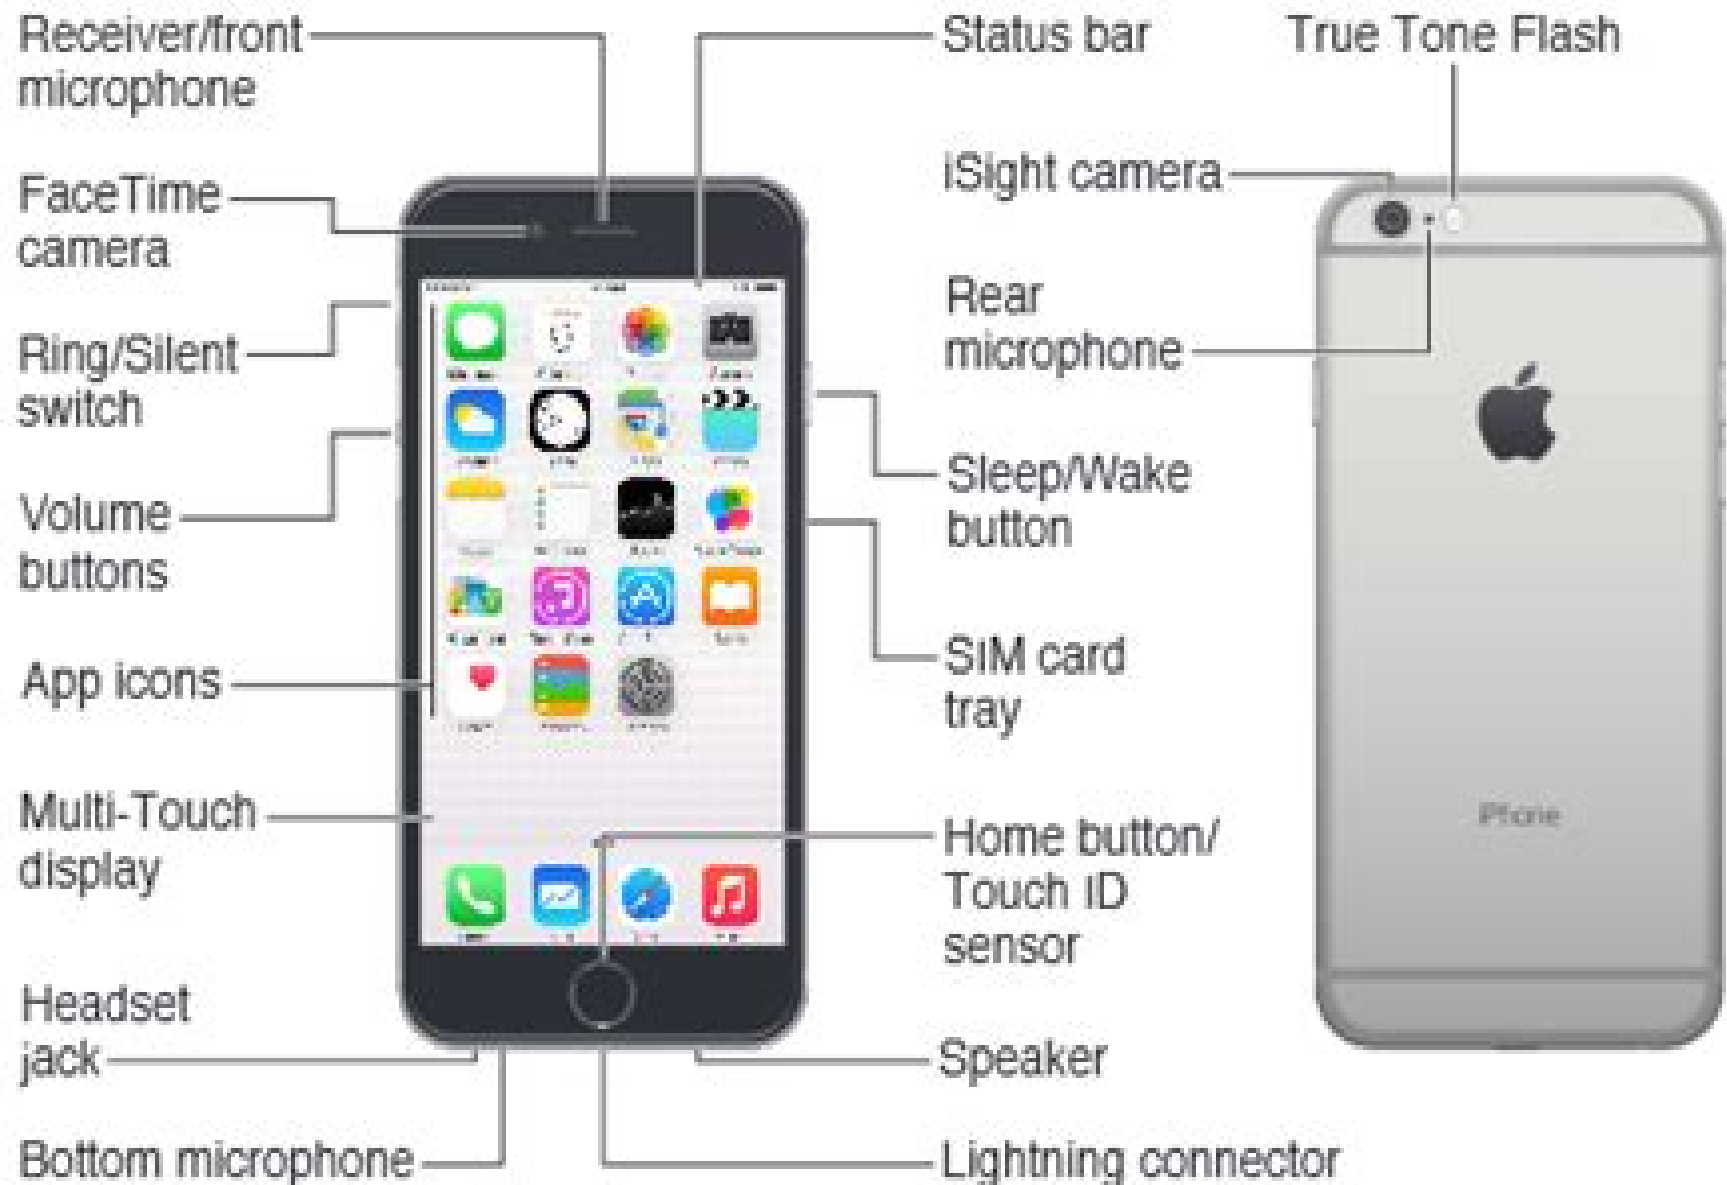 Receiver/front
microphone
FaceTime
camera
Ring/Silent
switch
Volume
buttons
App icons
Multi-Touch
display
Headset
jack
Bottom microphone
Status bar
Sleep/Wake
button
SIM card
tray
Home button/
Touch ID
sensor
Speaker
Lightning connector
True Tone Flash
iSight camera
Rear
microphone
iPhone